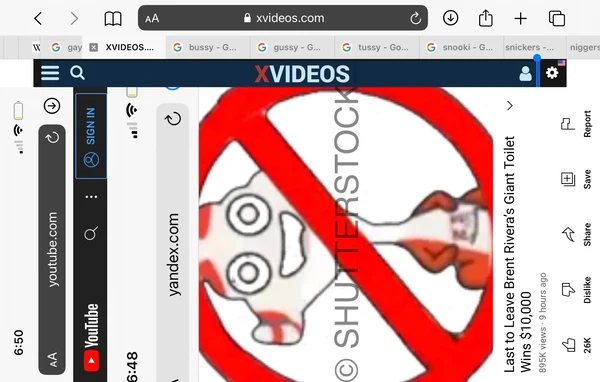 AA xvideos.com
W gay XVIDEOS.... bussy - G... gussy - G... tussy - Go... snooki - G... snickers -... niggers
XVIDEOS
6:50
AA youtube.com
YouTube SIGN IN
6:48
yandex.com
© SHUTTERSTOCK
Last to Leave Brent Rivera's Giant Toilet
Wins $10,000
895K views · 9 hours ago
26K Dislike Share Save Report